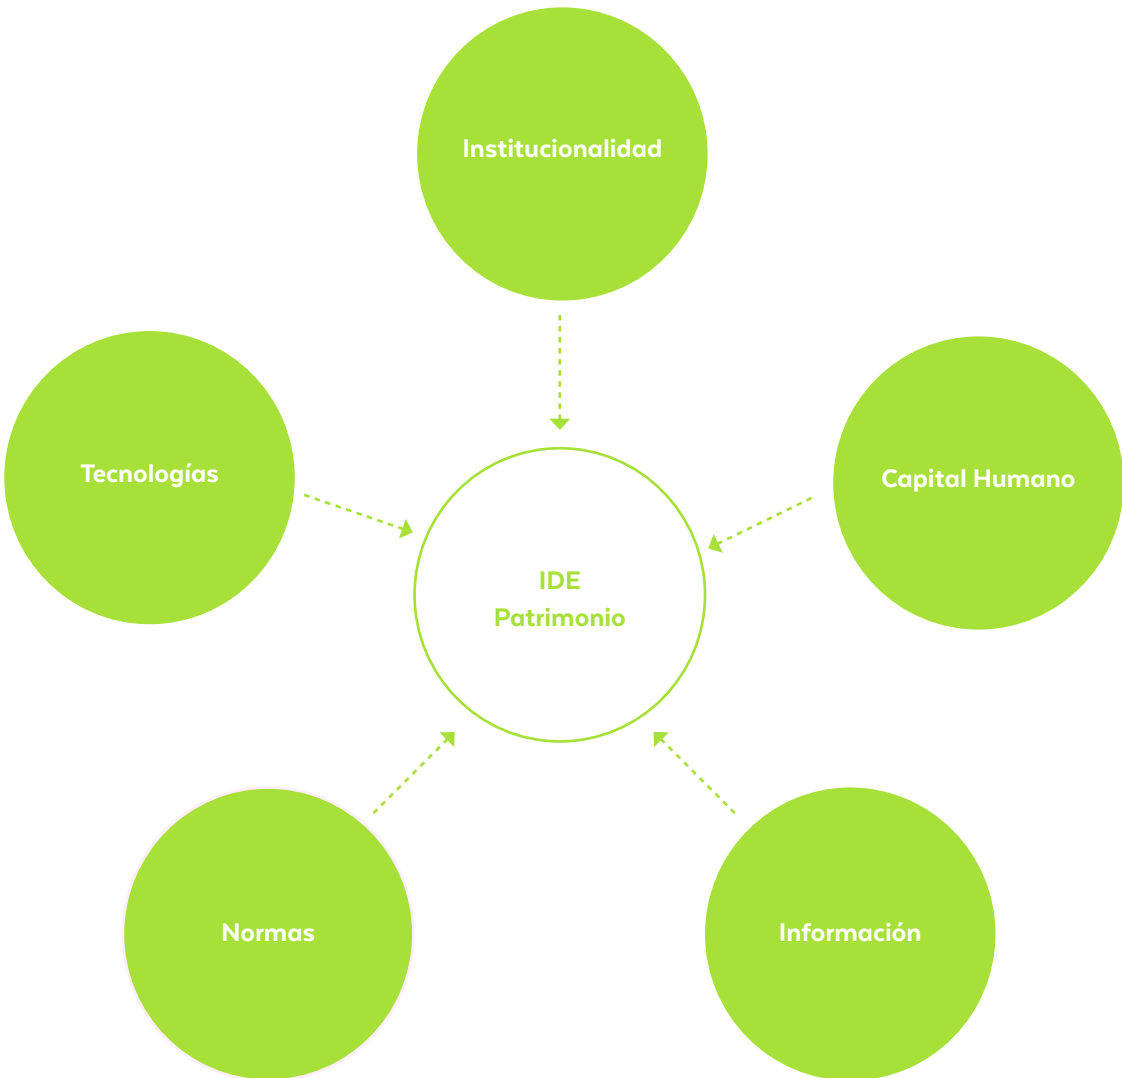 Institucionalidad
Tecnologías
Capital Humano
IDE
Patrimonio
Normas
Información